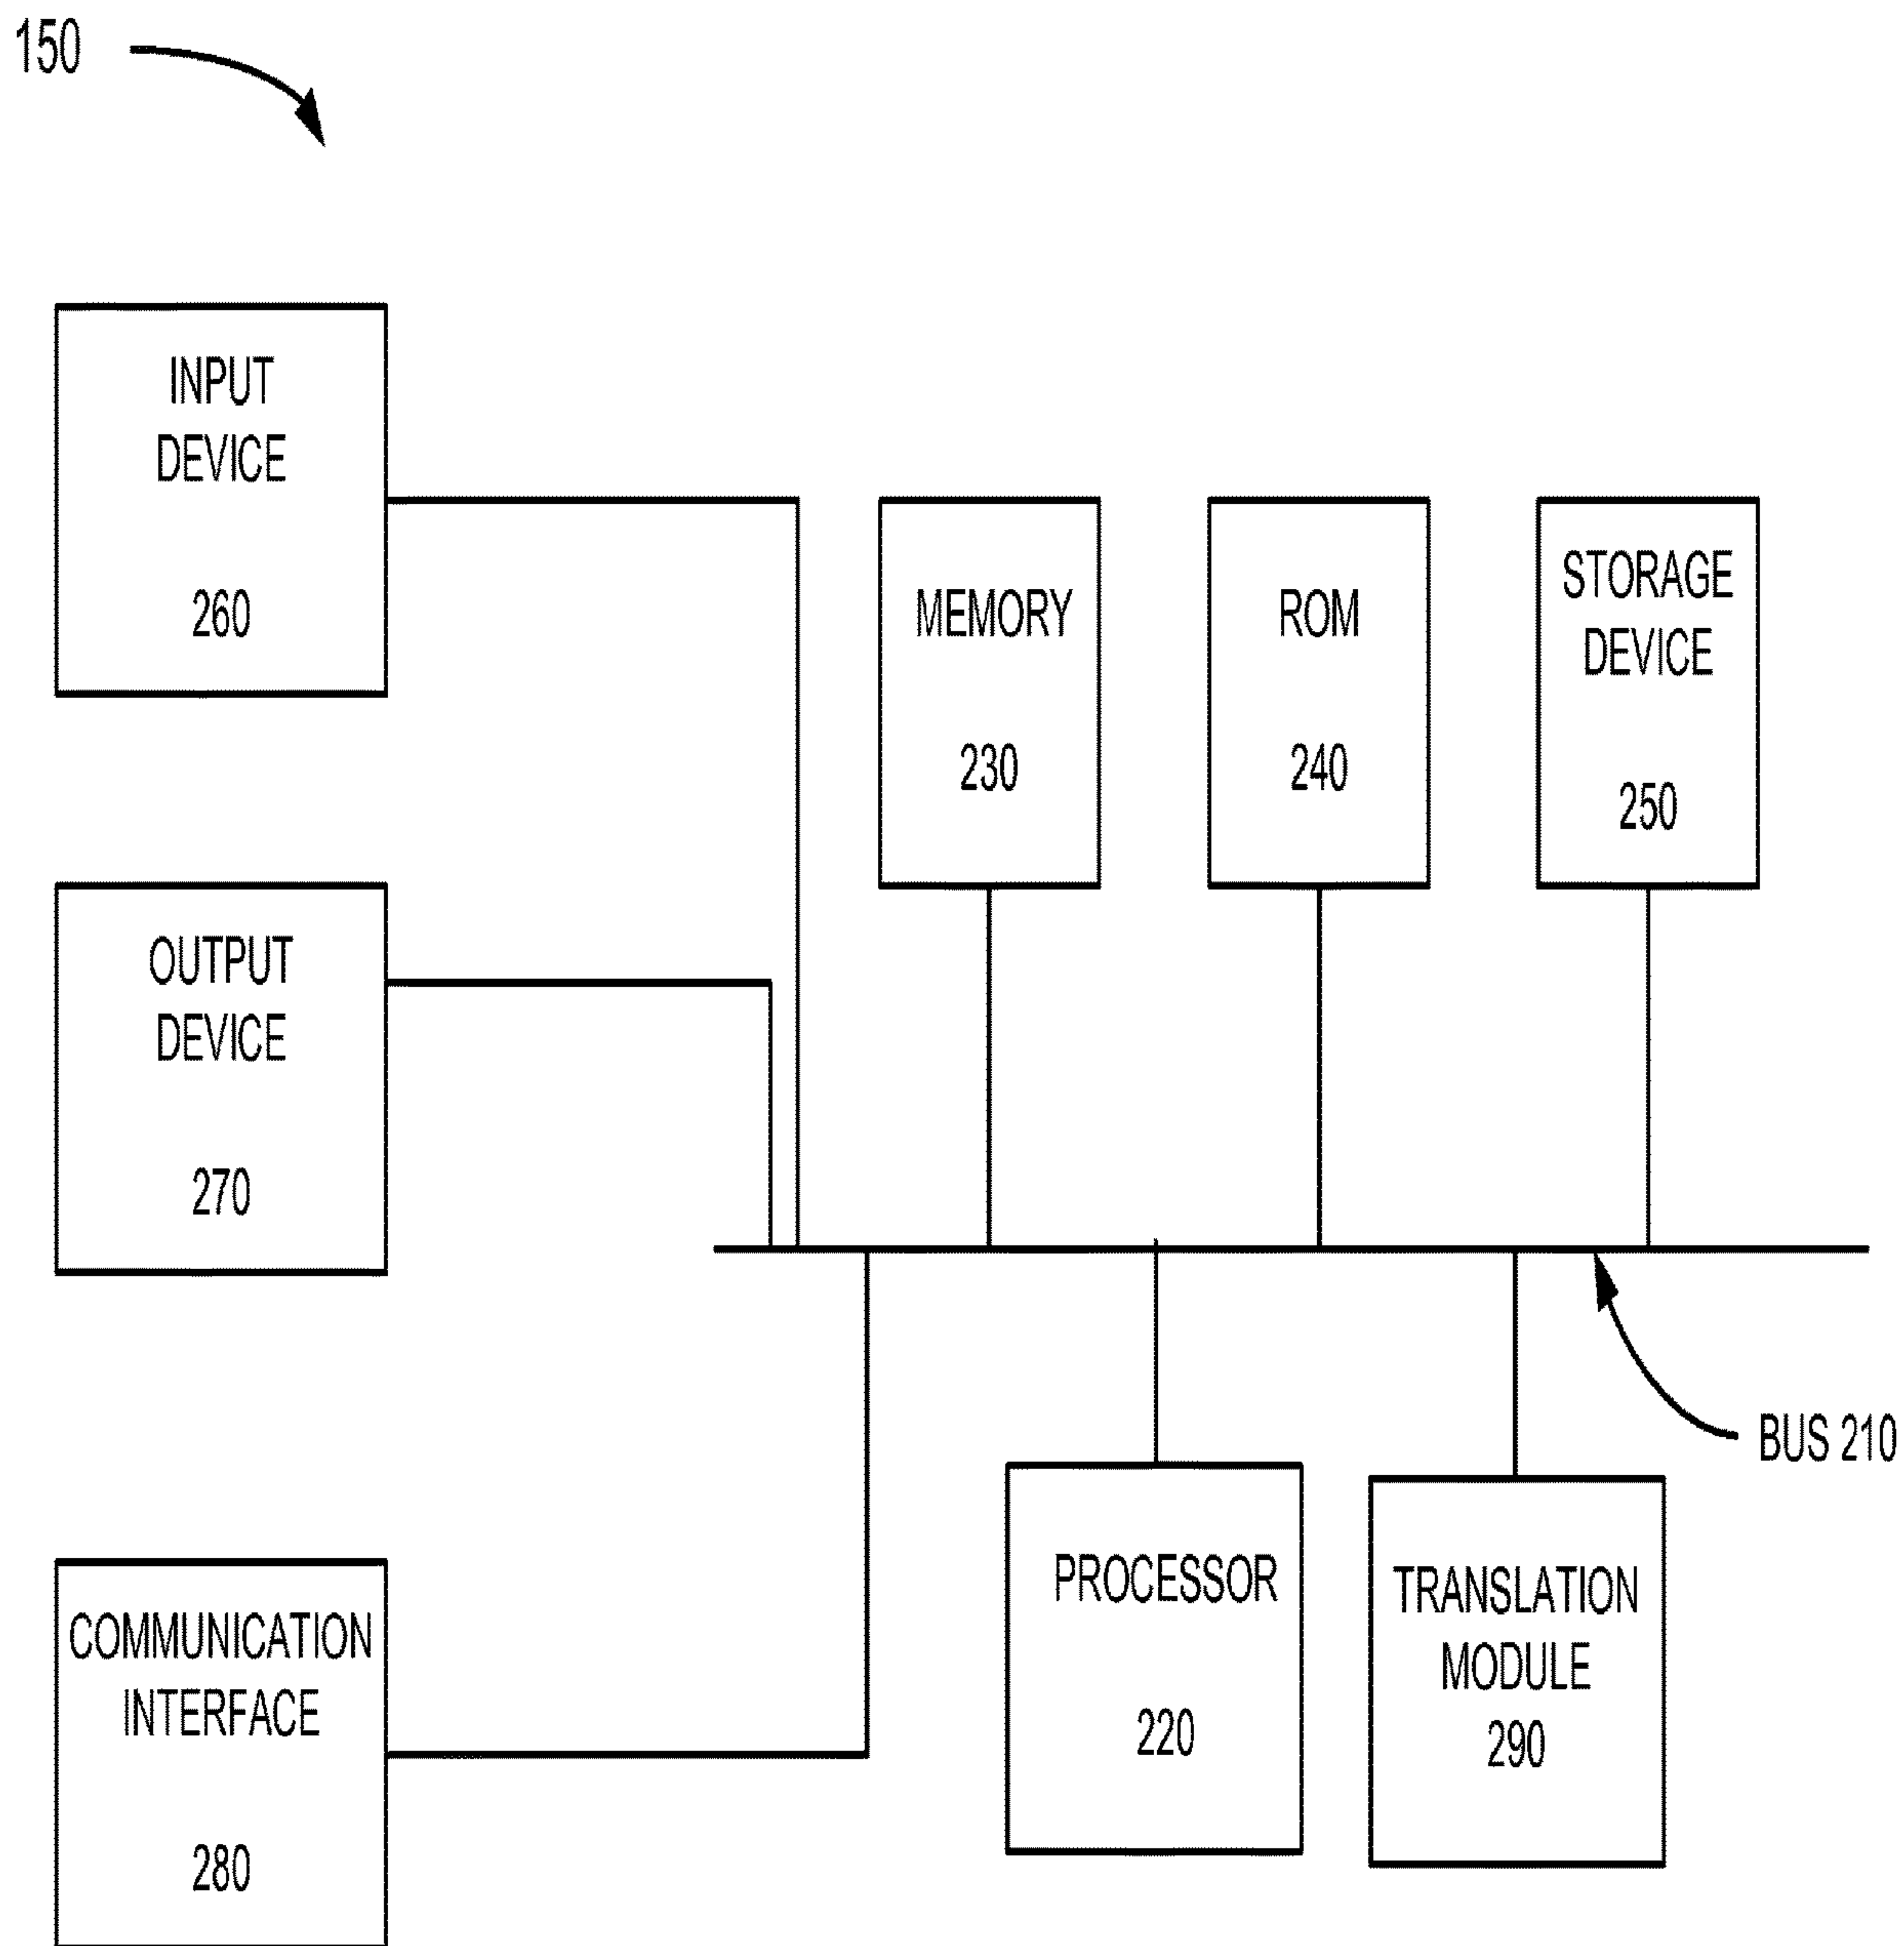 150
INPUT
DEVICE
260
MEMORY
230
ROM
240
STORAGE
DEVICE
250
OUTPUT
DEVICE
270
BUS 210
PROCESSOR
220
TRANSLATION
MODULE
290
COMMUNICATION
INTERFACE
280